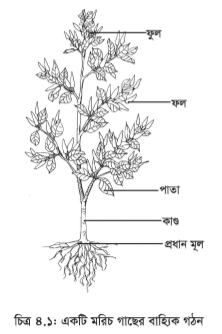 ফুল
ফল
পাতা
কাণ্ড
প্রধান মূল
চিত্র ৪.১: একটি মরিচ গাছের বাহ্যিক গঠন